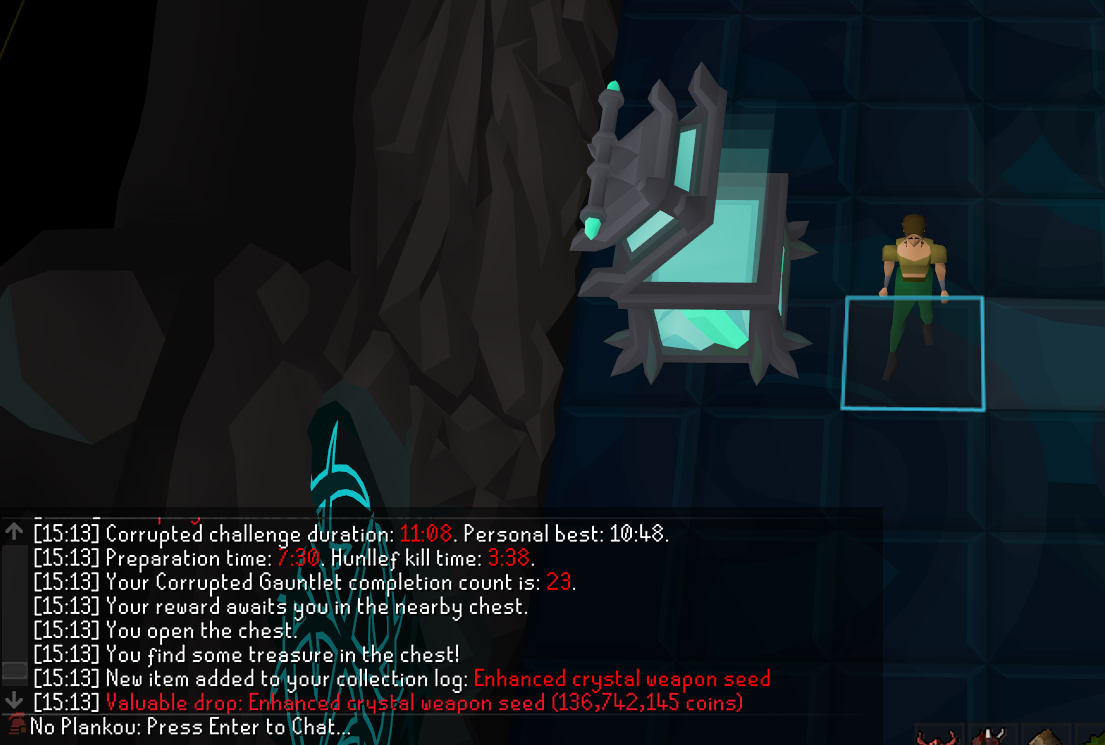 [15:13] Corrupted challenge duration: 11:08. Personal best: 10:48.
[15:13] Preparation time: 7:30. Hunllef kill time: 3:38.
[15:13] Your Corrupted Gauntlet completion count is: 23.
[15:13] Your reward awaits you in the nearby chest.
[15:13] You open the chest.
[15:13] You find some treasure in the chest!
[15:13] New item added to your collection log: Enhanced crystal weapon seed
[15:13] Valuable drop: Enhanced crystal weapon seed (136,742,145 coins)
No Plankou: Press Enter to Chat...